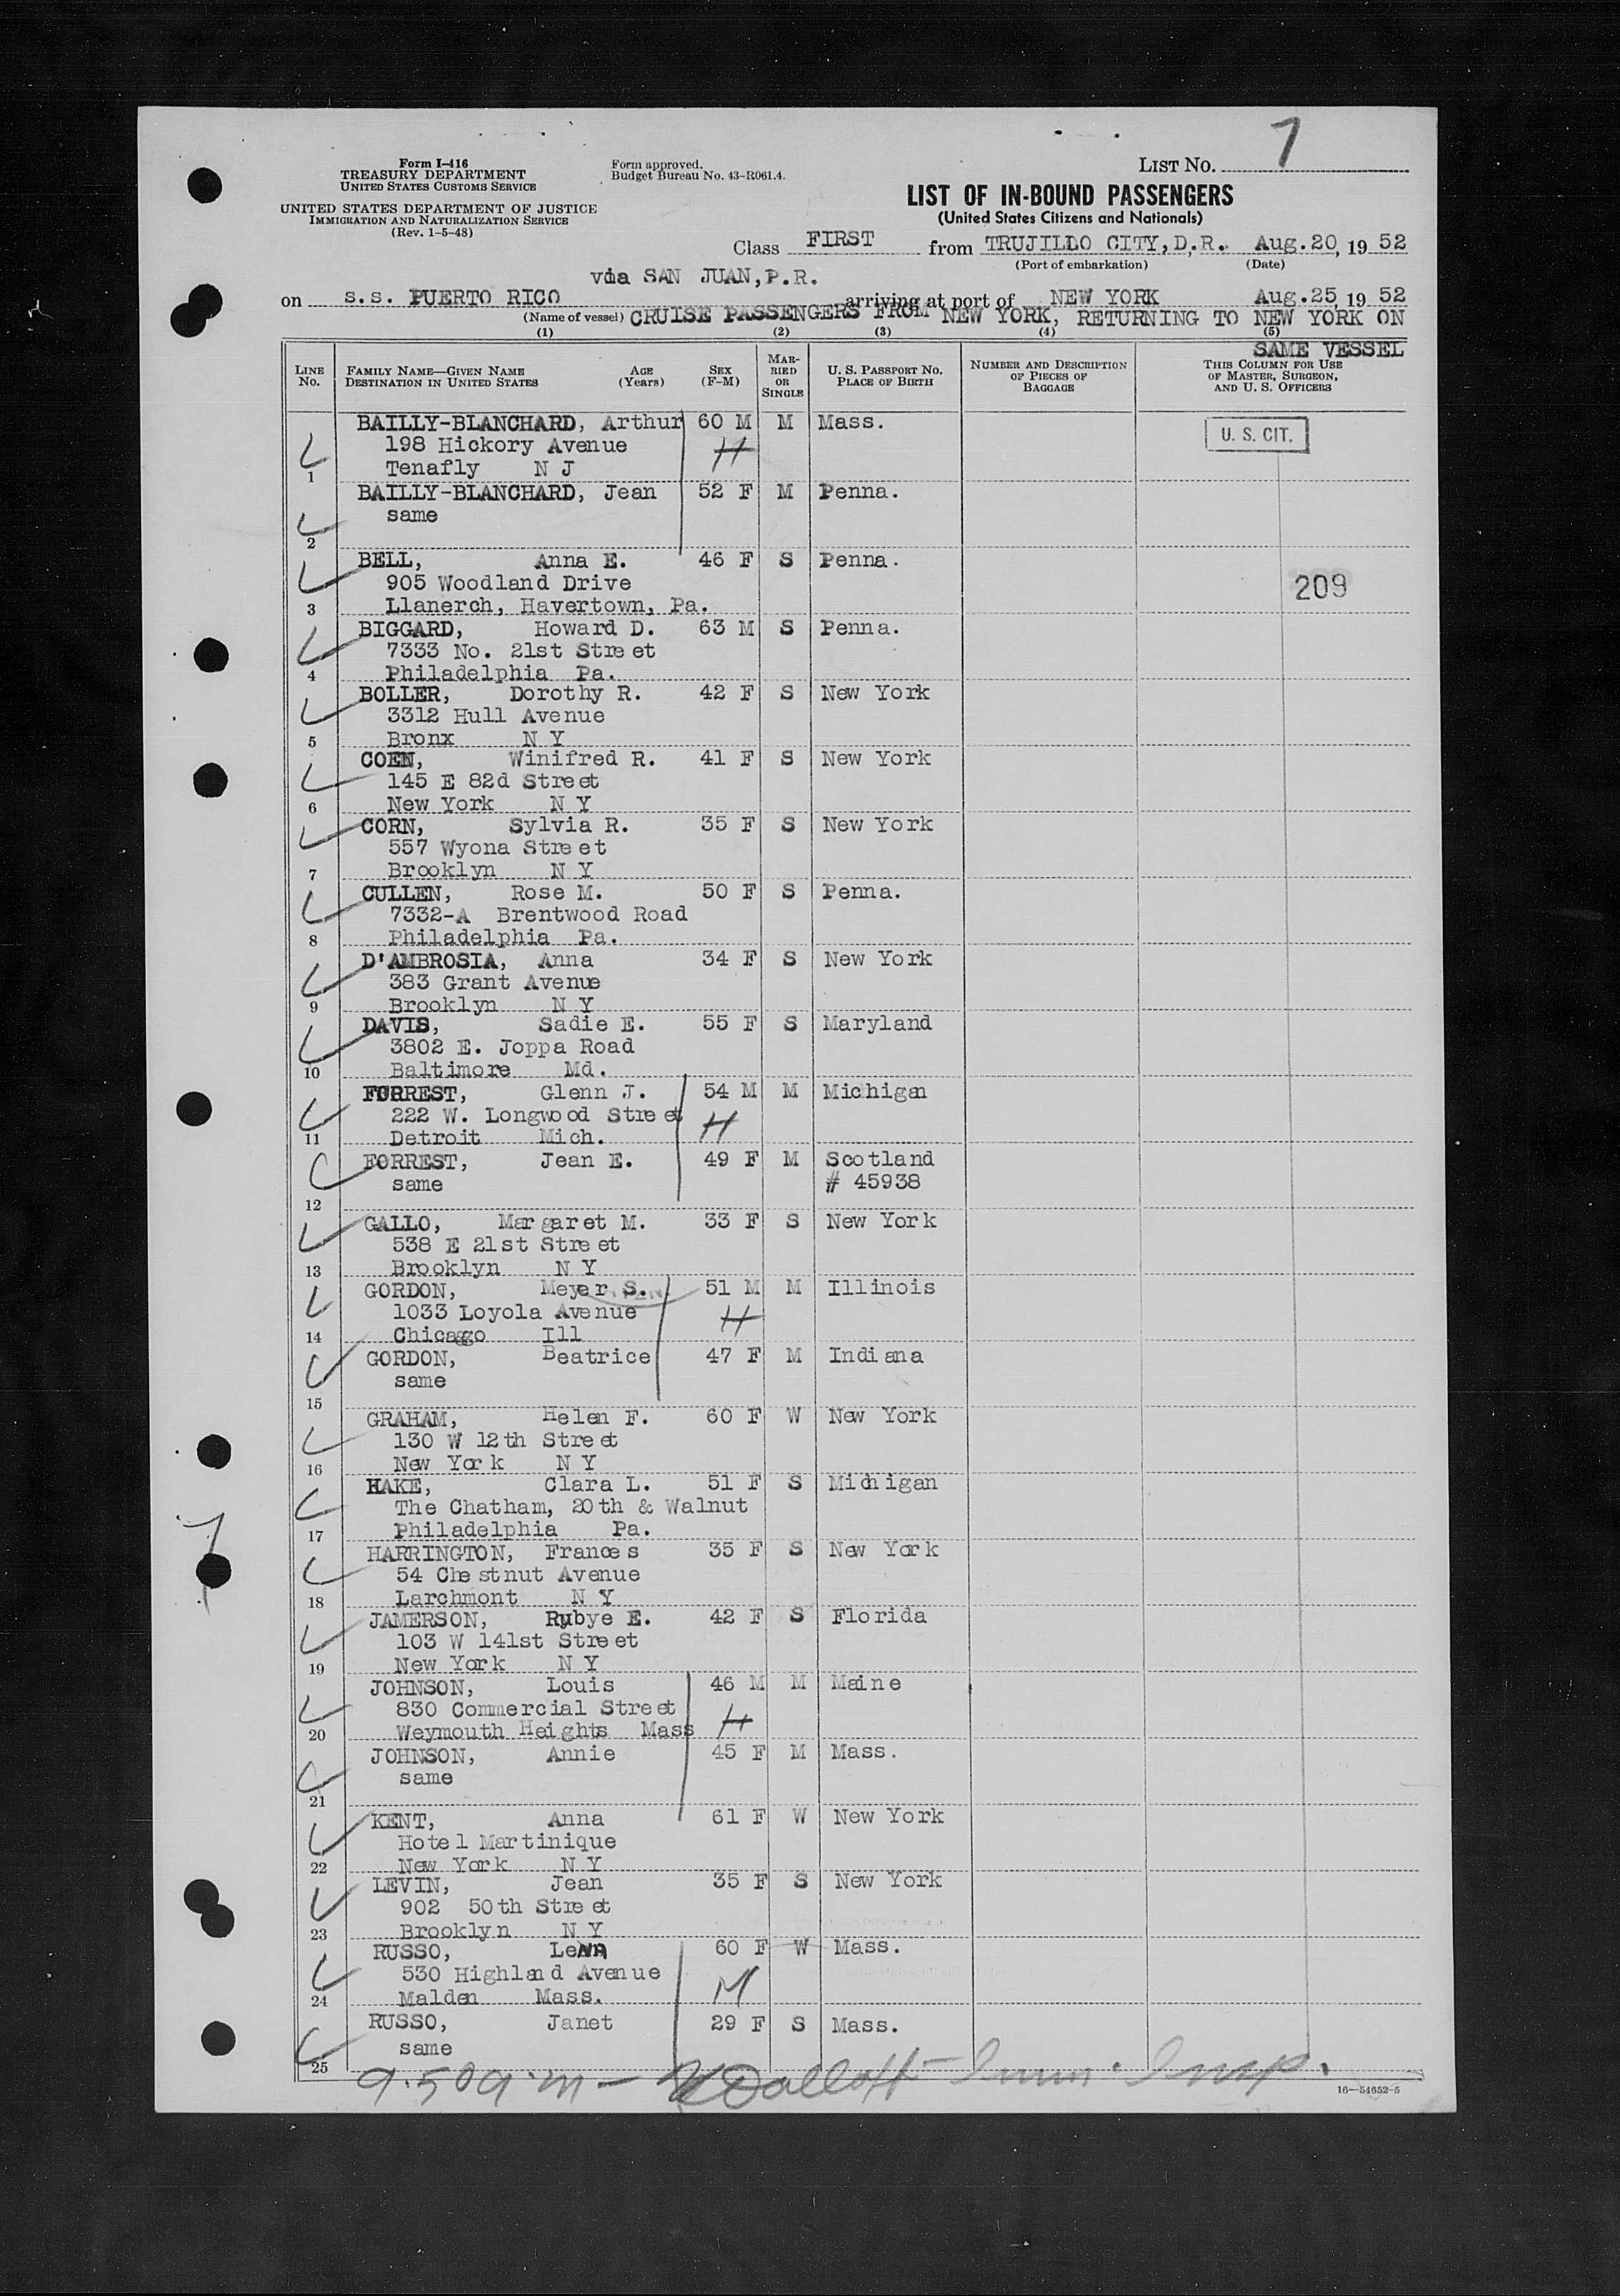 Form I-416
TREASURY DEPARTMENT
UNITED STATES CUSTOMS SERVICE
UNITED STATES DEPARTMENT OF JUSTICE
IMMIGRATION AND NATURALIZATION SERVICE
(Rev. 1-5-48)
Form approved.
Budget Bureau No. 43-R061.4.
LIST NO. 7
LIST OF IN-BOUND PASSENGERS
(United States Citizens and Nationals)
Class FIRST from TRUJILLO CITY, D.R. Aug. 20, 19 52
(Port of embarkation) (Date)
via SAN JUAN, P.R.
on s.s. PUERTO RICO arriving at port of NEW YORK Aug. 25, 19 52
(Name of vessel) CRUISE PASSENGERS FROM NEW YORK, RETURNING TO NEW YORK ON
(1) (2) (3) (4) (5)
SAME VESSEL
LINE No. FAMILY NAME—GIVEN NAME DESTINATION IN UNITED STATES AGE (Years) SEX (F-M) MARRIED OR SINGLE U. S. PASSPORT NO. PLACE OF BIRTH NUMBER AND DESCRIPTION OF PIECES OF BAGGAGE THIS COLUMN FOR USE OF MASTER, SURGEON, AND U. S. OFFICERS
BAILLY-BLANCHARD, Arthur 60 M M Mass. U. S. CIT.
198 Hickory Avenue H
1 Tenafly N J
BAILLY-BLANCHARD, Jean 52 F M Penna.
same
2
BELL, Anna E. 46 F S Penna.
905 Woodland Drive 209
3 Llanerch, Havertown, Pa.
BIGGARD, Howard D. 63 M S Penna.
7333 No. 21st Street
4 Philadelphia Pa.
BOLLER, Dorothy R. 42 F S New York
3312 Hull Avenue
5 Bronx N Y
COEN, Winifred R. 41 F S New York
145 E 82d Street
6 New York N Y
CORN, Sylvia R. 35 F S New York
557 Wyona Street
7 Brooklyn N Y
CULLEN, Rose M. 50 F S Penna.
7332-A Brentwood Road
8 Philadelphia Pa.
D'AMBROSIA, Anna 34 F S New York
383 Grant Avenue
9 Brooklyn N Y
DAVIS, Sadie E. 55 F S Maryland
3802 E. Joppa Road
10 Baltimore Md.
FORREST, Glenn J. 54 M M Michigan
222 W. Longwood Street H
11 Detroit Mich.
FORREST, Jean E. 49 F M Scotland
same # 45938
12
GALLO, Margaret M. 33 F S New York
538 E 21st Street
13 Brooklyn N Y
GORDON, Meyer S. 51 M M Illinois
1033 Loyola Avenue H
14 Chicago Ill
GORDON, Beatrice 47 F M Indiana
same
15
GRAHAM, Helen F. 60 F W New York
130 W 12th Street
16 New York N Y
HAKE, Clara L. 51 F S Michigan
The Chatham, 20th & Walnut
17 Philadelphia Pa.
HARRINGTON, Frances 35 F S New York
54 Chestnut Avenue
18 Larchmont N Y
JAMERSON, Rubye E. 42 F S Florida
103 W 141st Street
19 New York N Y
JOHNSON, Louis 46 M M Maine
830 Commercial Street H
20 Weymouth Heights Mass
JOHNSON, Annie 45 F M Mass.
same
21
KENT, Anna 61 F W New York
Hotel Martinique
22 New York N Y
LEVIN, Jean 35 F S New York
902 50th Street
23 Brooklyn N Y
RUSSO, LeNA 60 F W Mass.
530 Highland Avenue M
24 Malden Mass.
RUSSO, Janet 29 F S Mass.
same
25
9:50 a.m — Imm. Insp.
16—54652-5